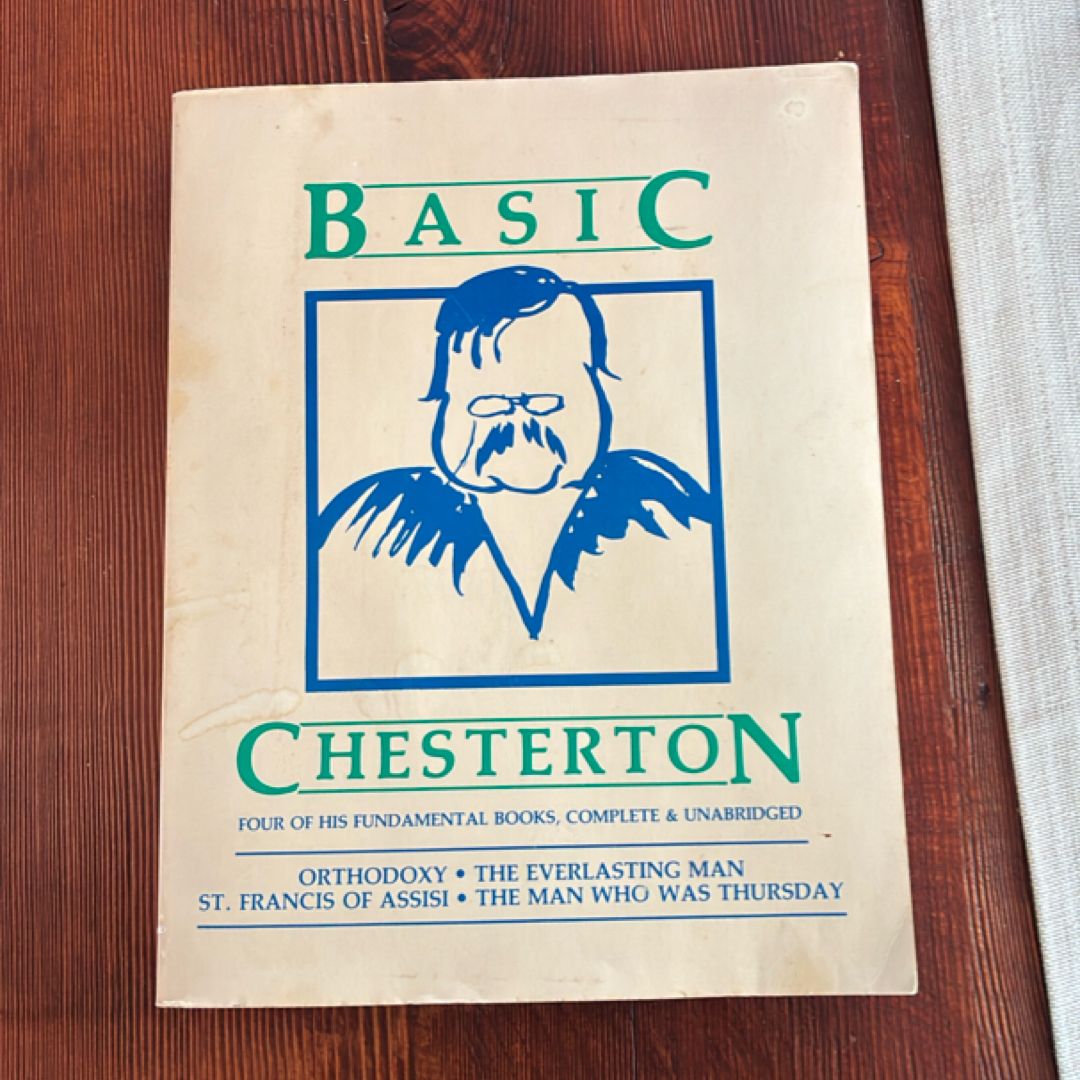 BASIC
CHESTERTON
FOUR OF HIS FUNDAMENTAL BOOKS, COMPLETE & UNABRIDGED
ORTHODOXY • THE EVERLASTING MAN
ST. FRANCIS OF ASSISI • THE MAN WHO WAS THURSDAY